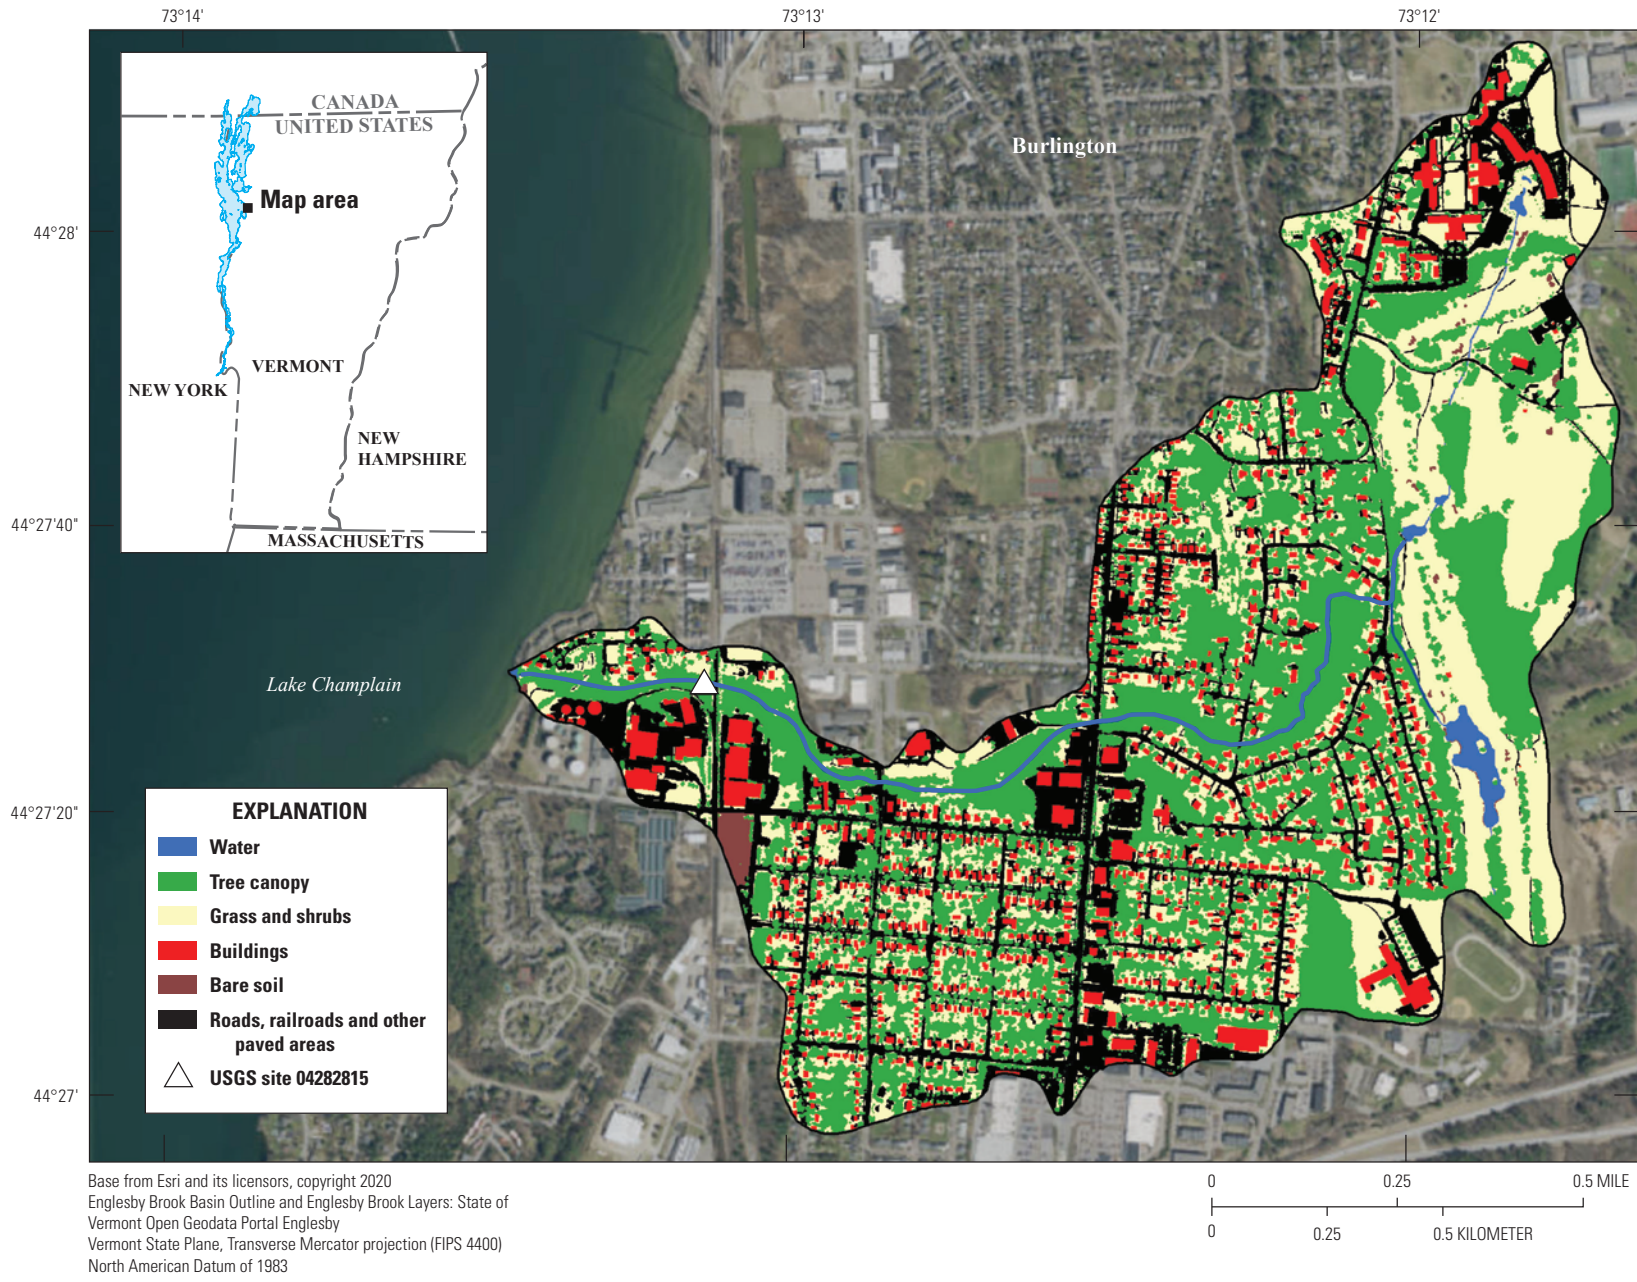 73°14'
73°13'
73°12'
CANADA
UNITED STATES
Map area
VERMONT
NEW YORK
NEW
HAMPSHIRE
MASSACHUSETTS
Burlington
44°28'
44°27'40"
Lake Champlain
44°27'20"
44°27'
EXPLANATION
Water
Tree canopy
Grass and shrubs
Buildings
Bare soil
Roads, railroads and other
paved areas
USGS site 04282815
Base from Esri and its licensors, copyright 2020
Englesby Brook Basin Outline and Englesby Brook Layers: State of
Vermont Open Geodata Portal Englesby
Vermont State Plane, Transverse Mercator projection (FIPS 4400)
North American Datum of 1983
0 0.25 0.5 MILE
0 0.25 0.5 KILOMETER